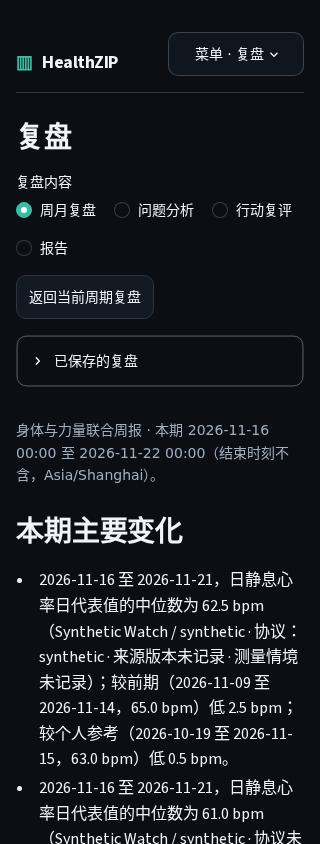 HealthZIP
菜单 · 复盘
复盘
复盘内容
周月复盘 问题分析 行动复评
报告
返回当前周期复盘
已保存的复盘
身体与力量联合周报 · 本期 2026-11-16
00:00 至 2026-11-22 00:00（结束时刻不
含，Asia/Shanghai）。
本期主要变化
• 2026-11-16 至 2026-11-21，日静息心
率日代表值的中位数为 62.5 bpm
（Synthetic Watch / synthetic · 协议：
synthetic · 来源版本未记录 · 测量情境
未记录）；较前期（2026-11-09 至
2026-11-14，65.0 bpm）低 2.5 bpm；
较个人参考（2026-10-19 至 2026-11-
15，63.0 bpm）低 0.5 bpm。
• 2026-11-16 至 2026-11-21，日静息心
率日代表值的中位数为 61.0 bpm
（Synthetic Watch / synthetic · 协议未